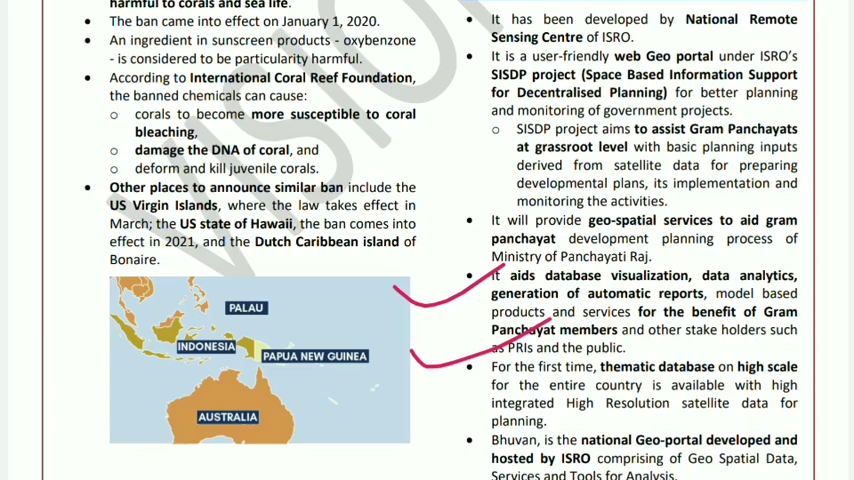 harmful to corals and sea life.
• The ban came into effect on January 1, 2020.
• An ingredient in sunscreen products - oxybenzone
- is considered to be particularity harmful.
• According to International Coral Reef Foundation,
the banned chemicals can cause:
o corals to become more susceptible to coral
bleaching,
o damage the DNA of coral, and
o deform and kill juvenile corals.
• Other places to announce similar ban include the
US Virgin Islands, where the law takes effect in
March; the US state of Hawaii, the ban comes into
effect in 2021, and the Dutch Caribbean island of
Bonaire.
PALAU
INDONESIA
PAPUA NEW GUINEA
AUSTRALIA
• It has been developed by National Remote
Sensing Centre of ISRO.
• It is a user-friendly web Geo portal under ISRO's
SISDP project (Space Based Information Support
for Decentralised Planning) for better planning
and monitoring of government projects.
o SISDP project aims to assist Gram Panchayats
at grassroot level with basic planning inputs
derived from satellite data for preparing
developmental plans, its implementation and
monitoring the activities.
• It will provide geo-spatial services to aid gram
panchayat development planning process of
Ministry of Panchayati Raj.
• It aids database visualization, data analytics,
generation of automatic reports, model based
products and services for the benefit of Gram
Panchayat members and other stake holders such
as PRIs and the public.
• For the first time, thematic database on high scale
for the entire country is available with high
integrated High Resolution satellite data for
planning.
• Bhuvan, is the national Geo-portal developed and
hosted by ISRO comprising of Geo Spatial Data,
Services and Tools for Analysis.
VISIO